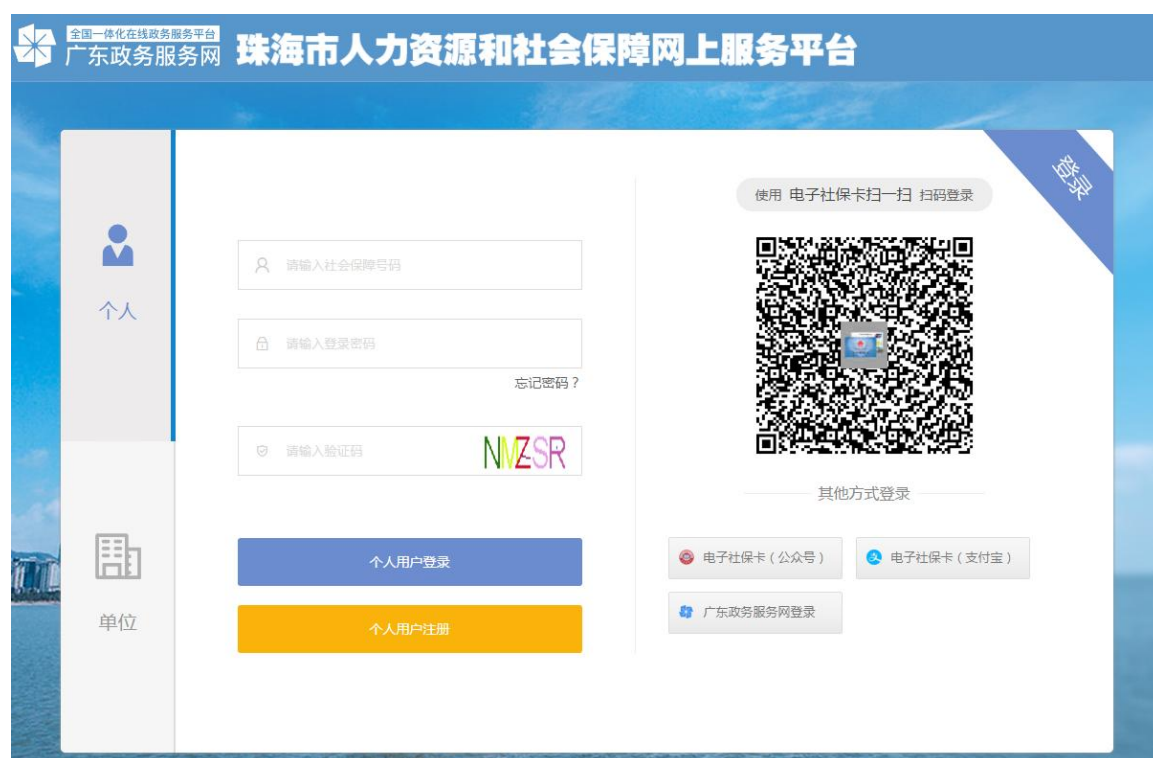 全国一体化在线政务服务平台
广东政务服务网
珠海市人力资源和社会保障网上服务平台
登录
个人
单位
请输入社会保障号码
请输入登录密码
忘记密码？
请输入验证码
NMZSR
个人用户登录
个人用户注册
使用 电子社保卡扫一扫 扫码登录
其他方式登录
电子社保卡（公众号）
电子社保卡（支付宝）
广东政务服务网登录